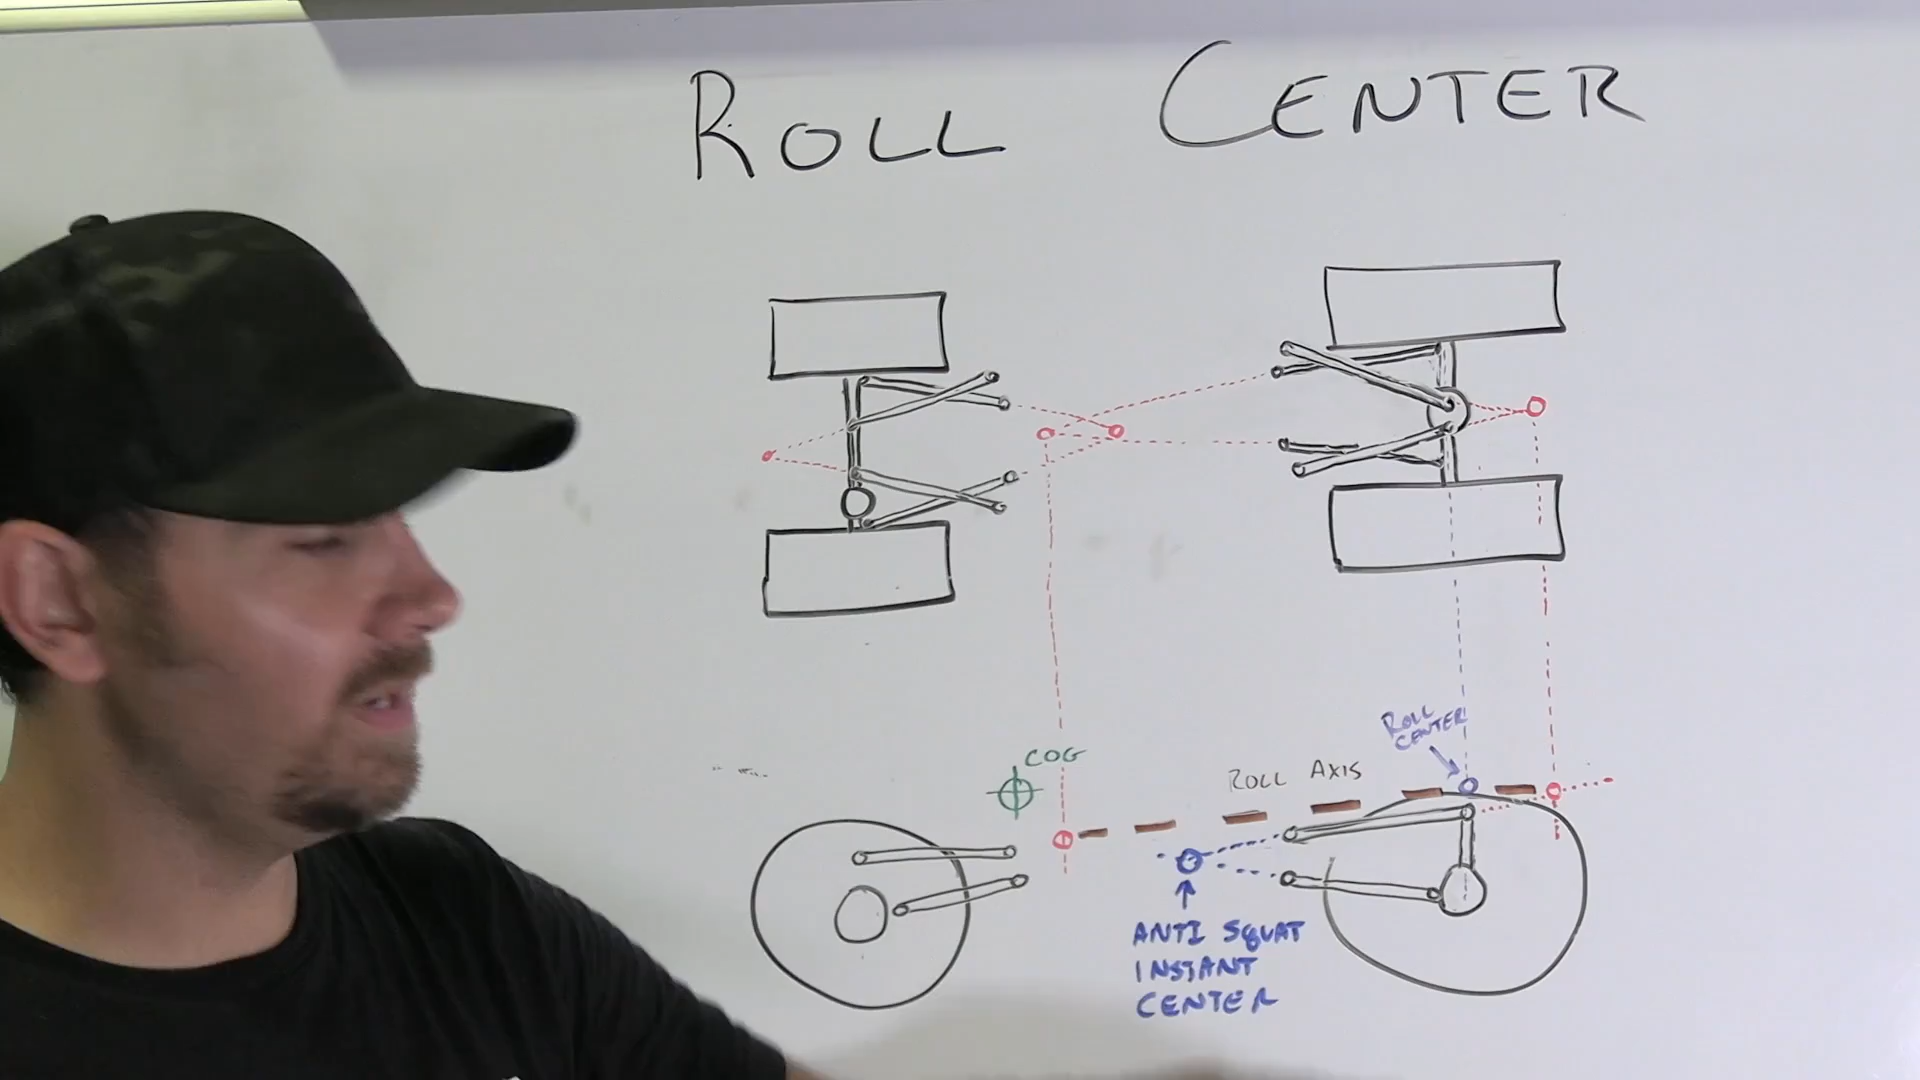 ROLL CENTER
ROLL
CENTER
COG
ROLL AXIS
ANTI SQUAT
INSTANT
CENTER